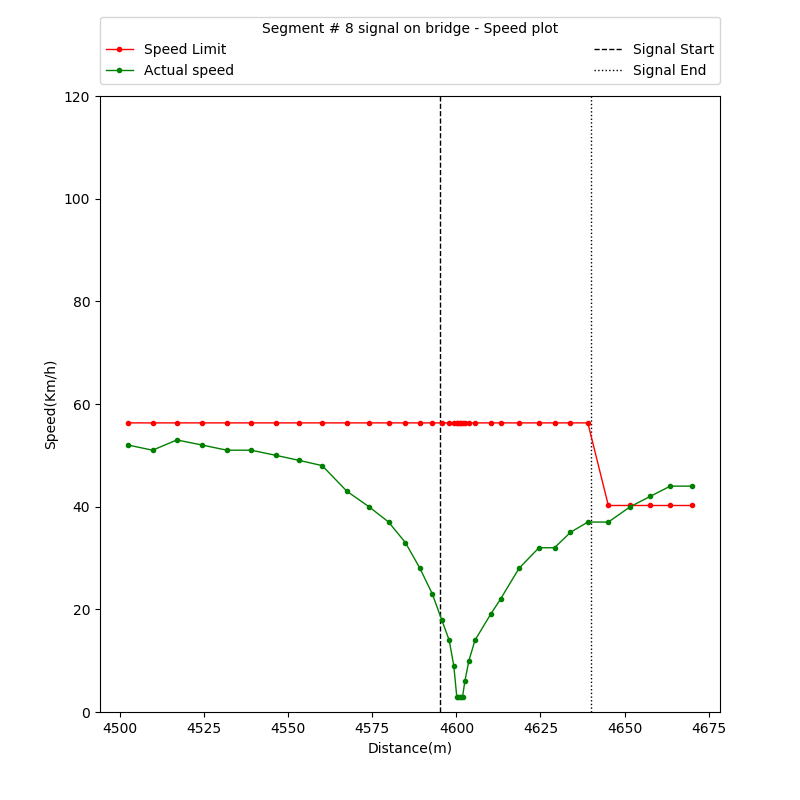 Segment # 8 signal on bridge - Speed plot
Speed Limit
Actual speed
Signal Start
Signal End
120
100
80
60
40
20
0
Speed(Km/h)
4500 4525 4550 4575 4600 4625 4650 4675
Distance(m)